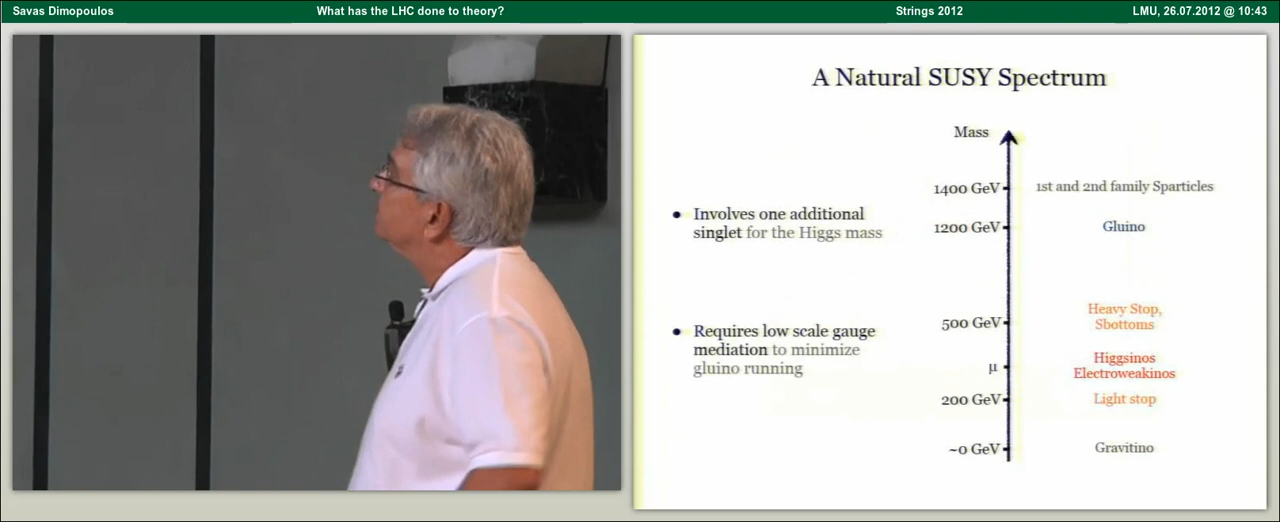 Savas Dimopoulos What has the LHC done to theory? Strings 2012 LMU, 26.07.2012 @ 10:43
A Natural SUSY Spectrum
• Involves one additional
singlet for the Higgs mass
• Requires low scale gauge
mediation to minimize
gluino running
Mass
1400 GeV 1st and 2nd family Sparticles
1200 GeV Gluino
500 GeV Heavy Stop,
Sbottoms
μ Higgsinos
Electroweakinos
200 GeV Light stop
~0 GeV Gravitino